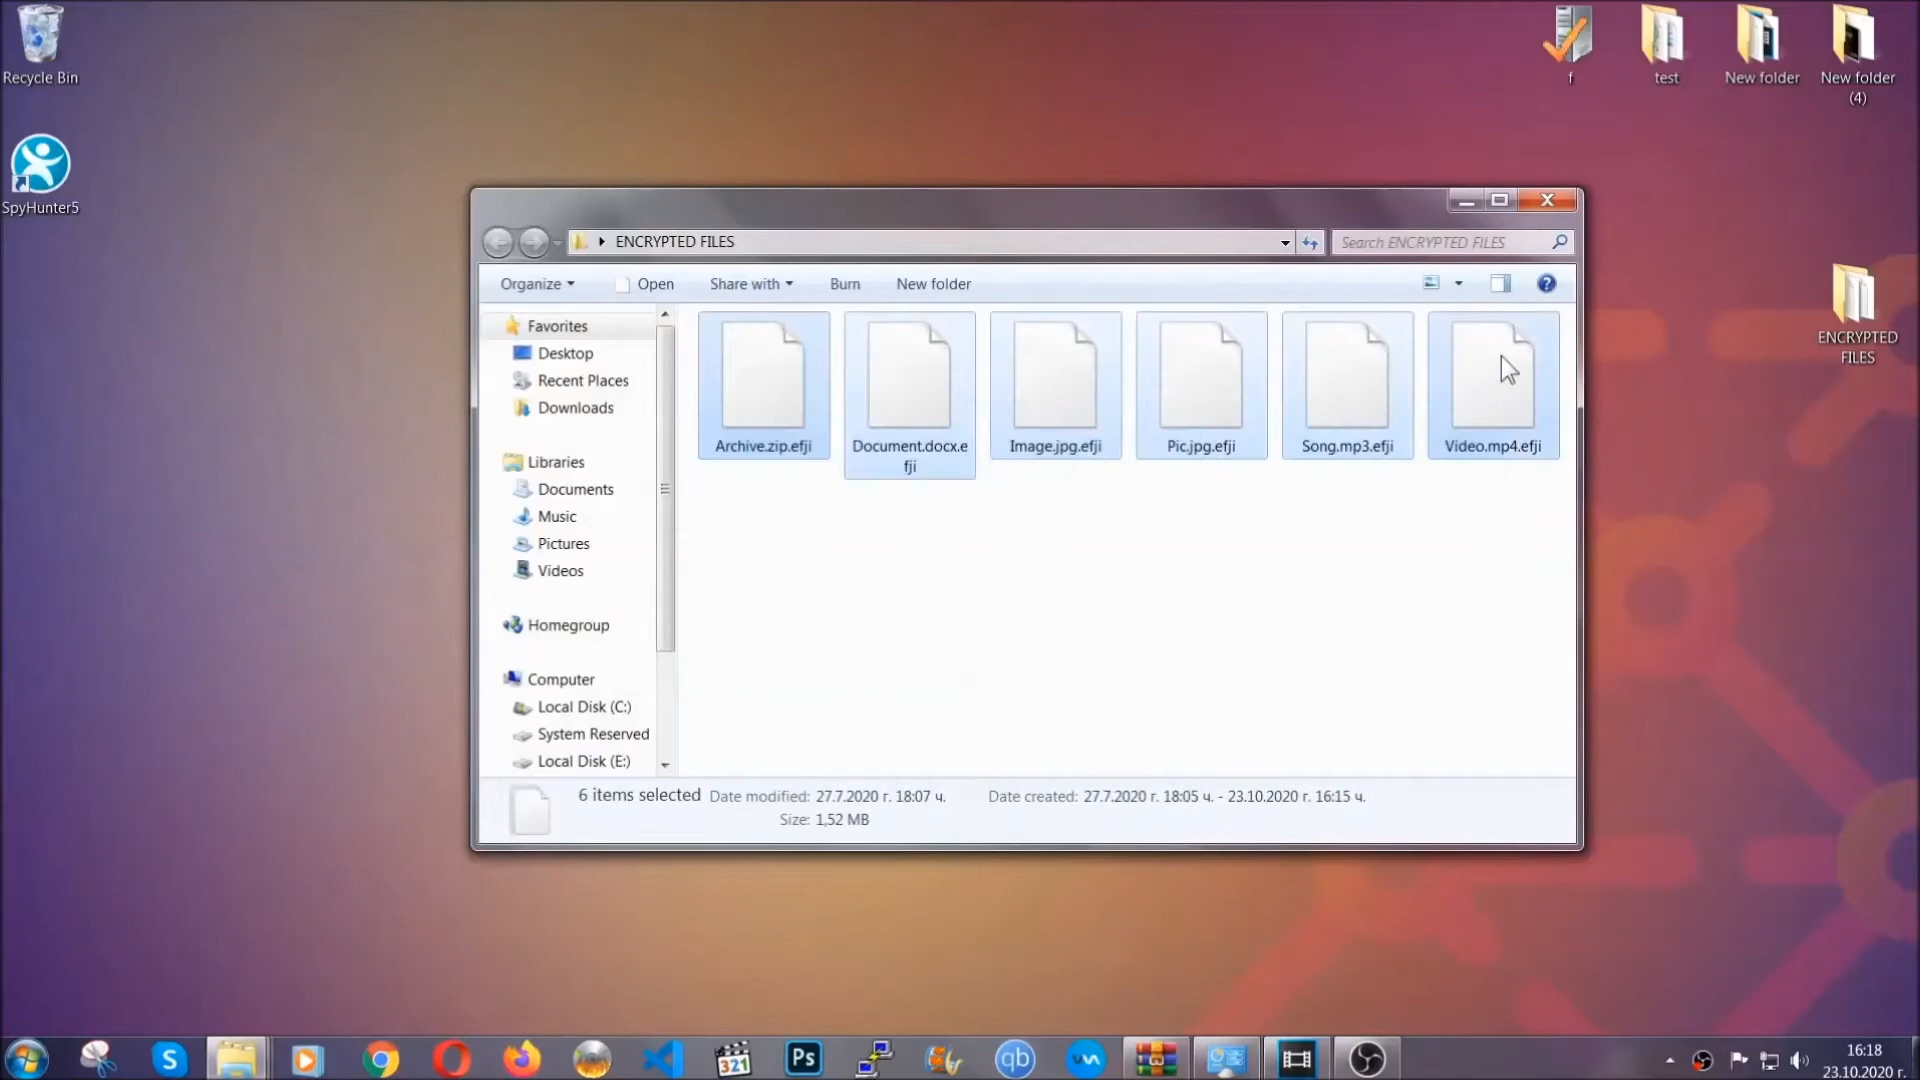 Recycle Bin
SpyHunter5
f
test
New folder
New folder
(4)
ENCRYPTED
FILES
ENCRYPTED FILES
Search ENCRYPTED FILES
Organize
Open
Share with
Burn
New folder
Favorites
Desktop
Recent Places
Downloads
Libraries
Documents
Music
Pictures
Videos
Homegroup
Computer
Local Disk (C:)
System Reserved
Local Disk (E:)
Archive.zip.efji
Document.docx.e
fji
Image.jpg.efji
Pic.jpg.efji
Song.mp3.efji
Video.mp4.efji
6 items selected
Date modified: 27.7.2020 г. 18:07 ч.
Date created: 27.7.2020 г. 18:05 ч. - 23.10.2020 г. 16:15 ч.
Size: 1,52 MB
S
321
Ps
qb
16:18
23.10.2020 г.